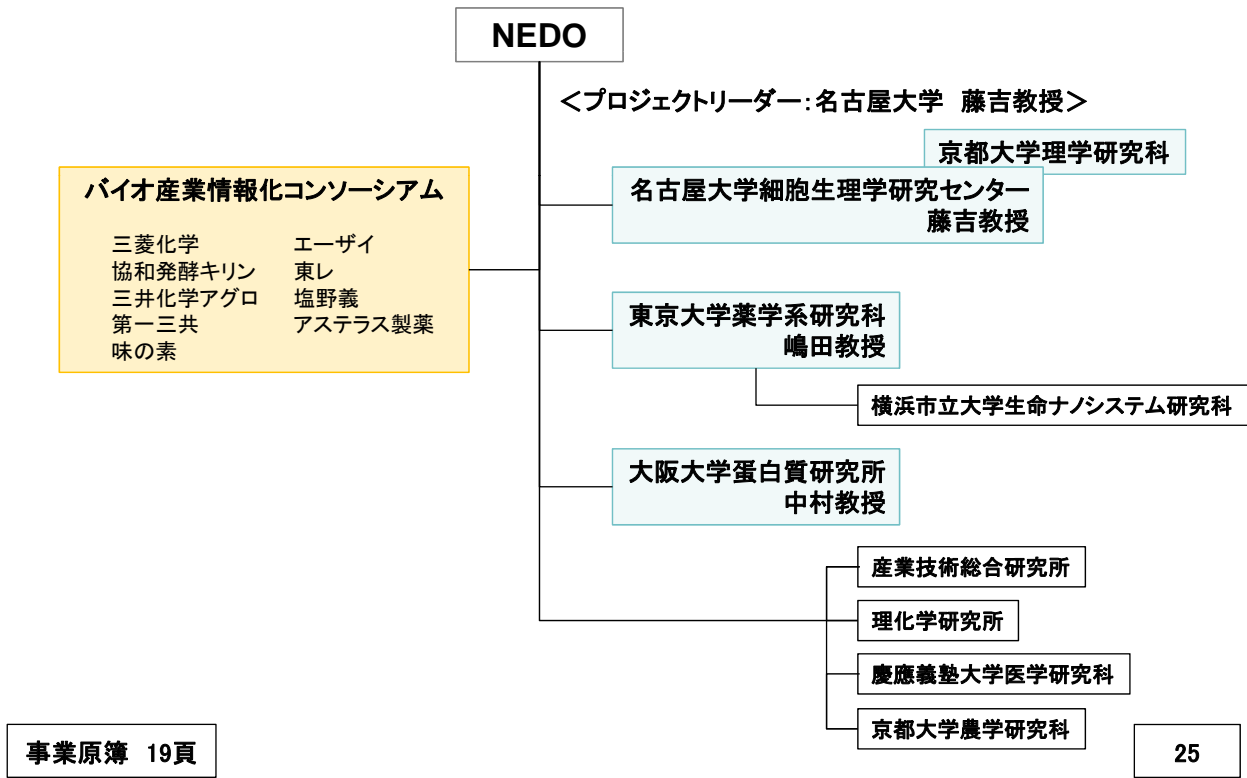 NEDO
＜プロジェクトリーダー：名古屋大学　藤吉教授＞
京都大学理学研究科
バイオ産業情報化コンソーシアム
三菱化学
協和発酵キリン
三井化学アグロ
第一三共
味の素
エーザイ
東レ
塩野義
アステラス製薬
名古屋大学細胞生理学研究センター
藤吉教授
東京大学薬学系研究科
嶋田教授
横浜市立大学生命ナノシステム研究科
大阪大学蛋白質研究所
中村教授
産業技術総合研究所
理化学研究所
慶應義塾大学医学研究科
京都大学農学研究科
事業原簿　19頁
25